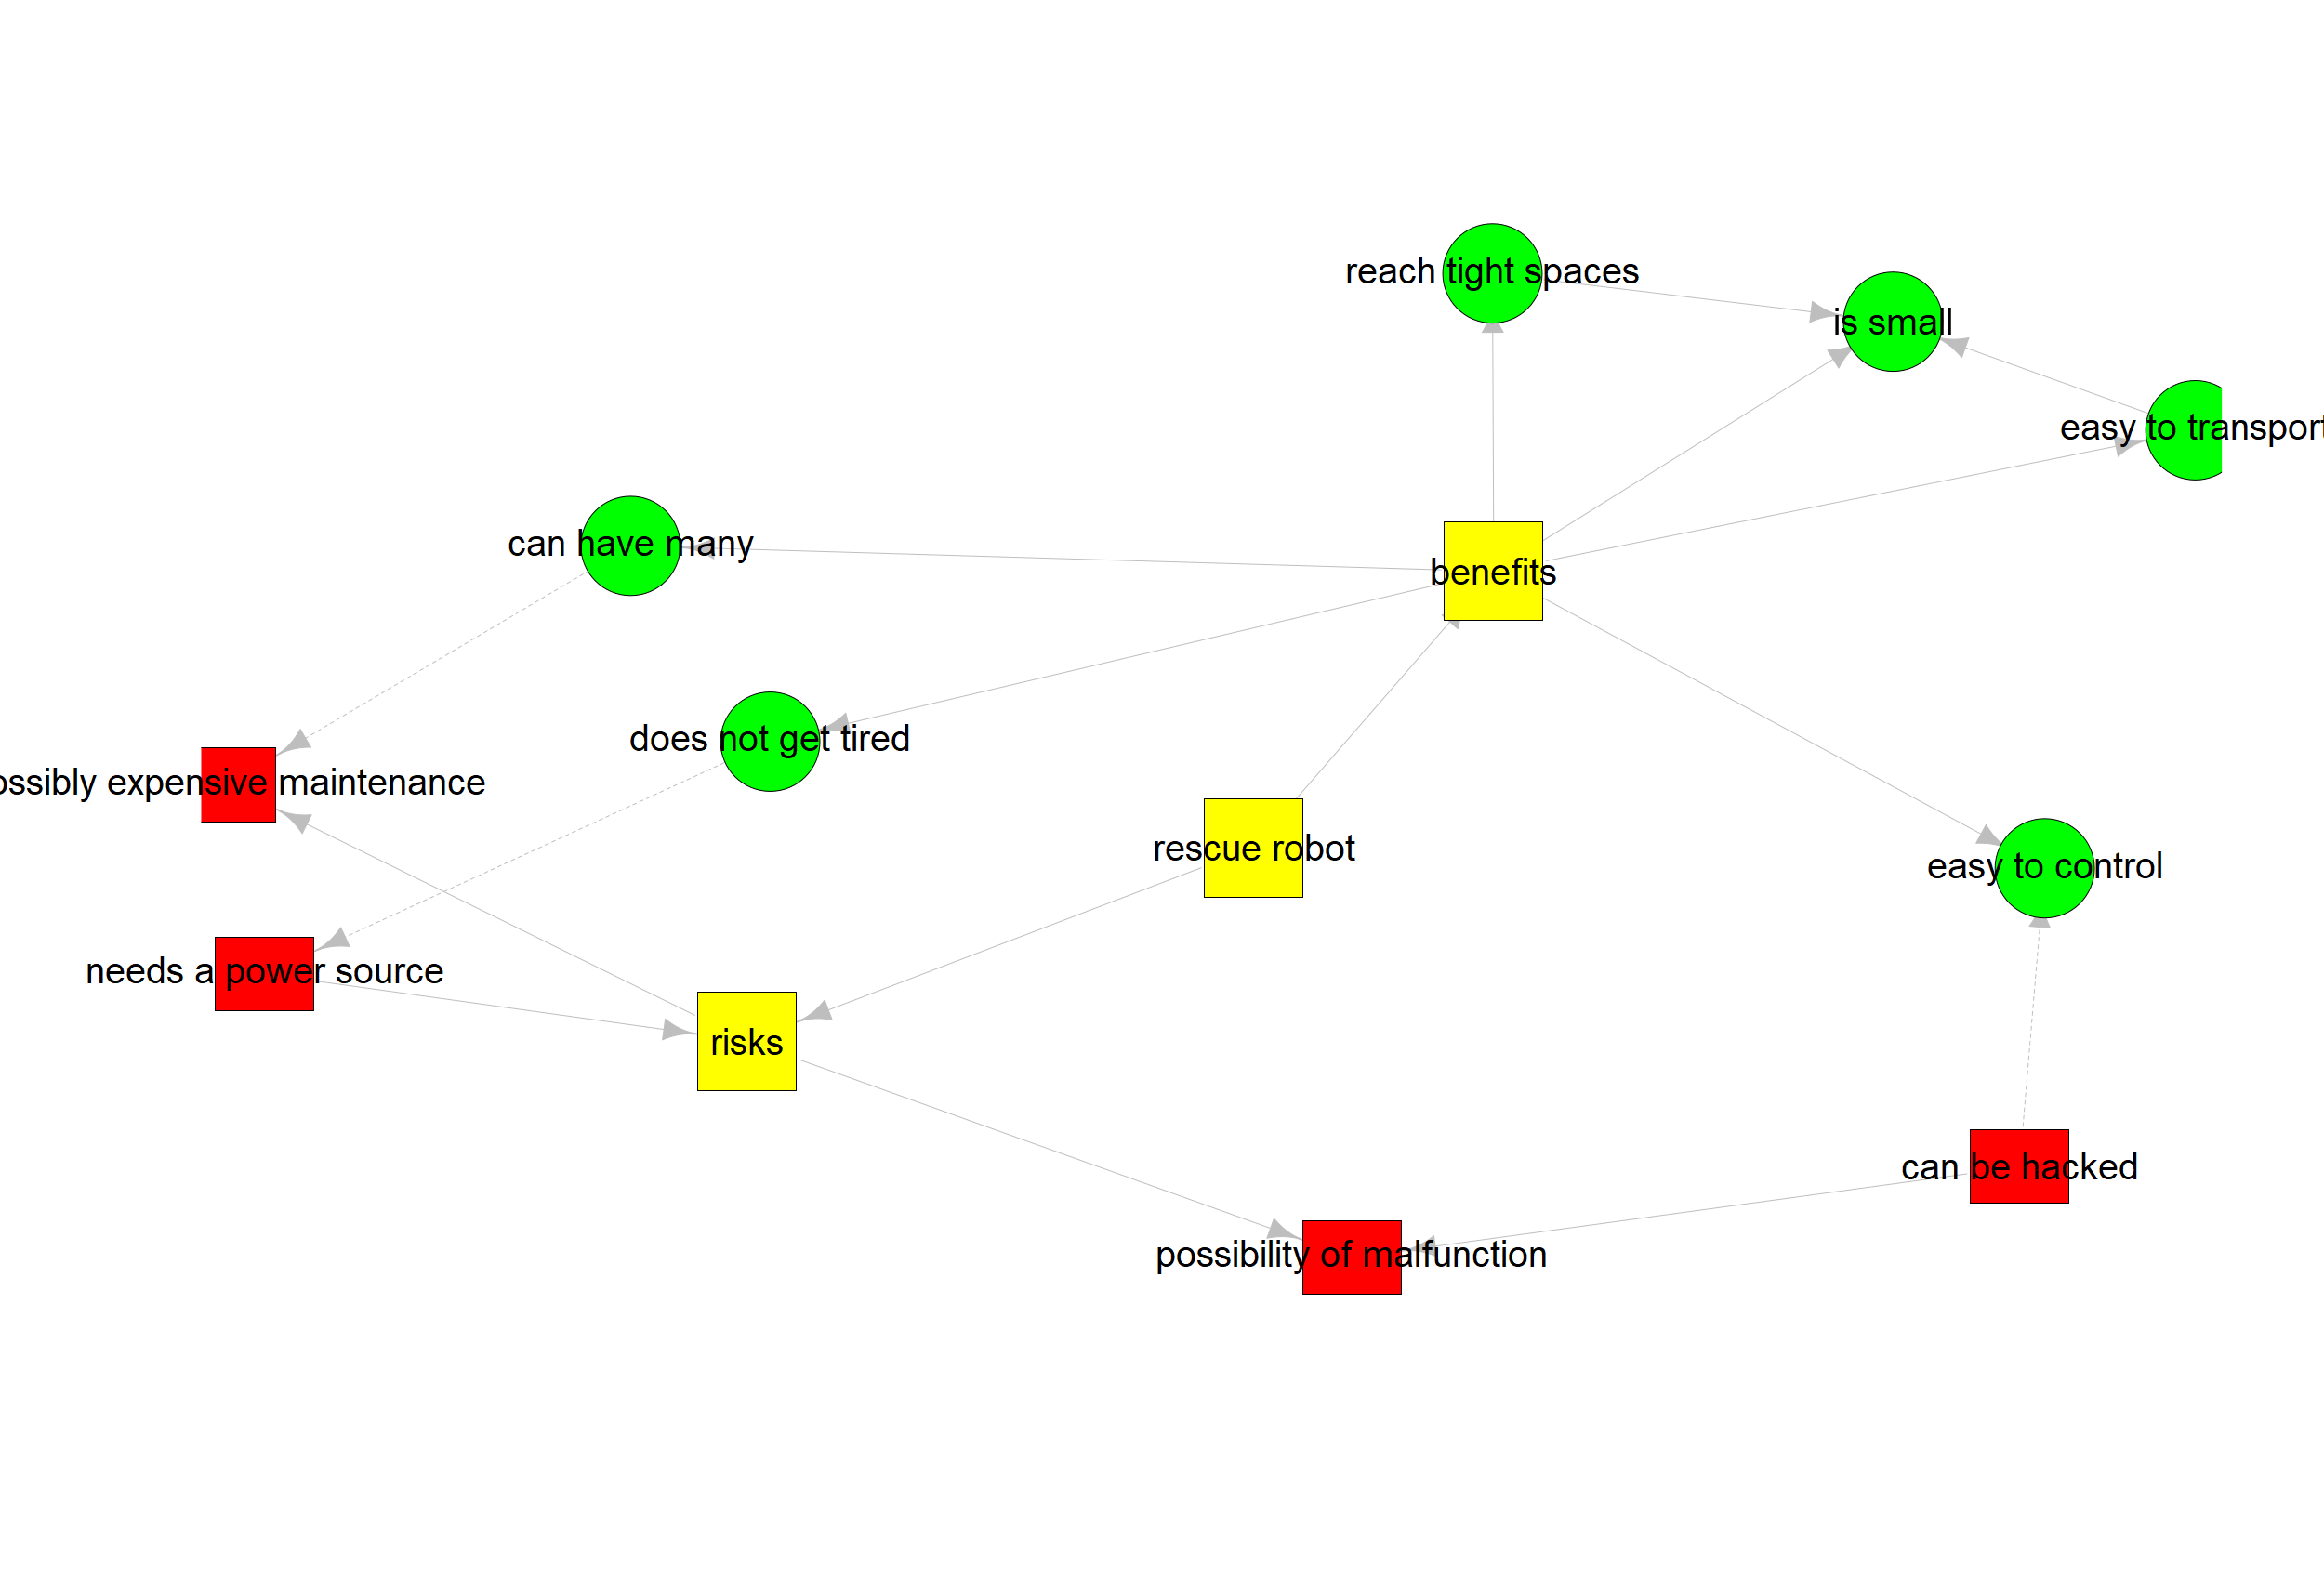 reach tight spaces
is small
easy to transport
can have many
benefits
does not get tired
ossibly expensive maintenance
rescue robot
easy to control
needs a power source
risks
can be hacked
possibility of malfunction